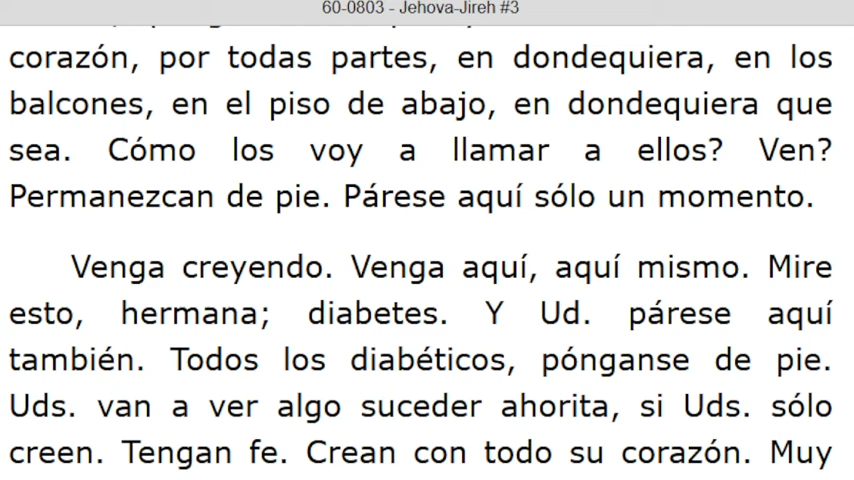 60-0803 - Jehova-Jireh #3
corazón, por todas partes, en dondequiera, en los
balcones, en el piso de abajo, en dondequiera que
sea. Cómo los voy a llamar a ellos? Ven?
Permanezcan de pie. Párese aquí sólo un momento.
Venga creyendo. Venga aquí, aquí mismo. Mire
esto, hermana; diabetes. Y Ud. párese aquí
también. Todos los diabéticos, pónganse de pie.
Uds. van a ver algo suceder ahorita, si Uds. sólo
creen. Tengan fe. Crean con todo su corazón. Muy